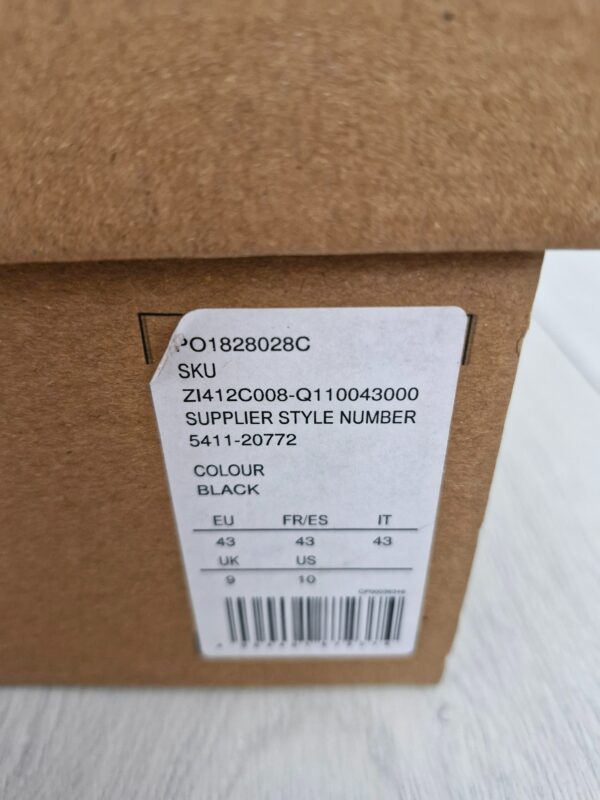 PO1828028C
SKU
ZI412C008-Q110043000
SUPPLIER STYLE NUMBER
5411-20772
COLOUR
BLACK
EU FR/ES IT
43 43 43
UK US
9 10